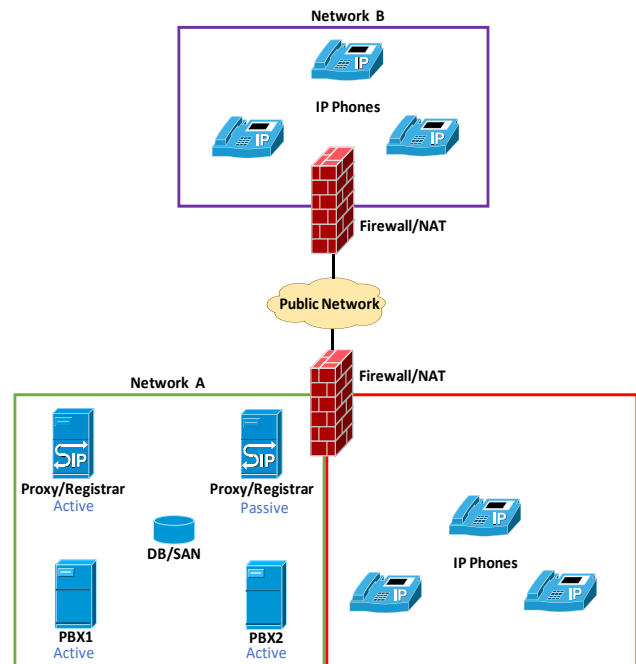 Network B
IP
IP Phones
IP
IP
Firewall/NAT
Public Network
Firewall/NAT
Network A
SIP
SIP
Proxy/Registrar
Active
Proxy/Registrar
Passive
IP
DB/SAN
IP Phones
IP
IP
PBX1
Active
PBX2
Active